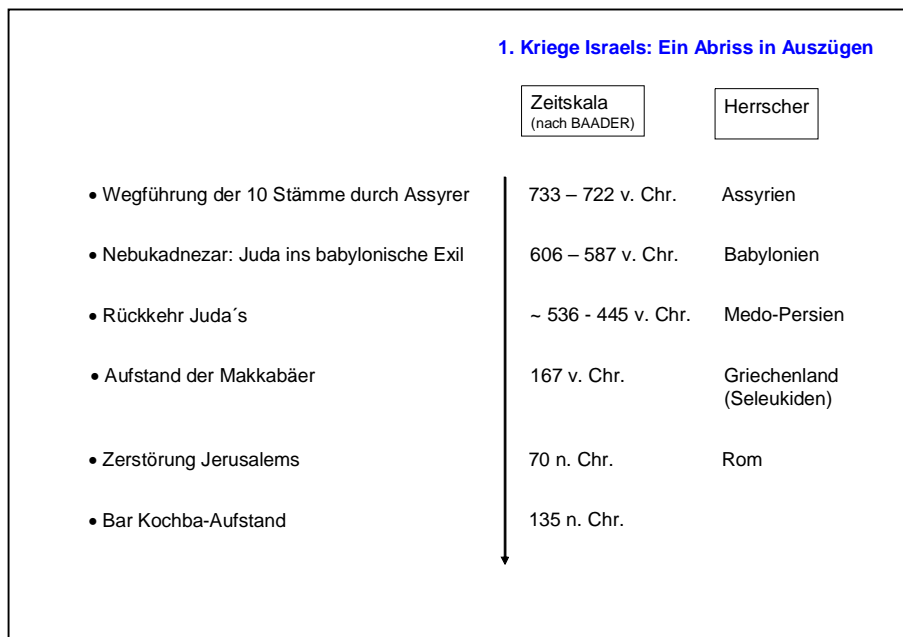 1. Kriege Israels: Ein Abriss in Auszügen
Zeitskala
(nach BAADER)
Herrscher
• Wegführung der 10 Stämme durch Assyrer 733 – 722 v. Chr. Assyrien
• Nebukadnezar: Juda ins babylonische Exil 606 – 587 v. Chr. Babylonien
• Rückkehr Juda´s ~ 536 - 445 v. Chr. Medo-Persien
• Aufstand der Makkabäer 167 v. Chr. Griechenland
(Seleukiden)
• Zerstörung Jerusalems 70 n. Chr. Rom
• Bar Kochba-Aufstand 135 n. Chr.